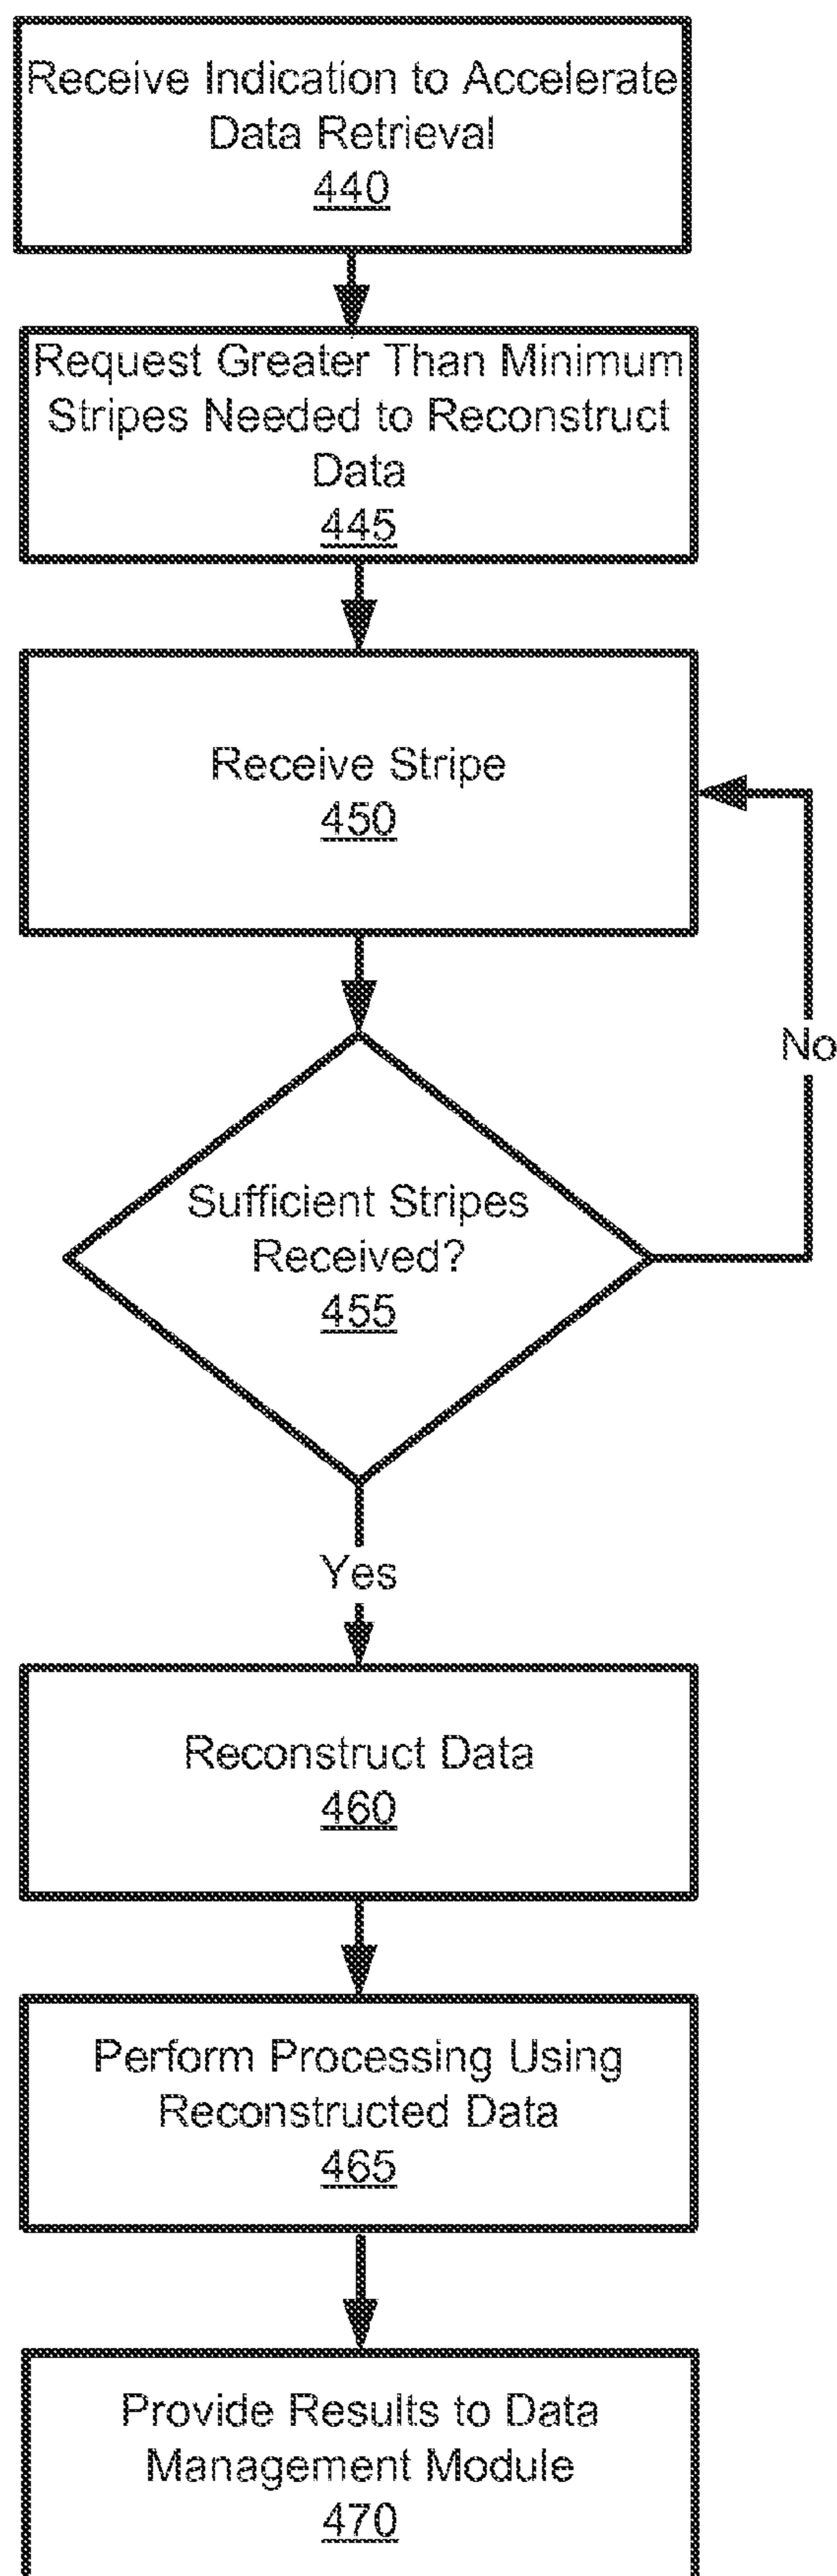 Receive Indication to Accelerate
Data Retrieval
440
Request Greater Than Minimum
Stripes Needed to Reconstruct
Data
445
Receive Stripe
450
No
Sufficient Stripes
Received?
455
Yes
Reconstruct Data
460
Perform Processing Using
Reconstructed Data
465
Provide Results to Data
Management Module
470